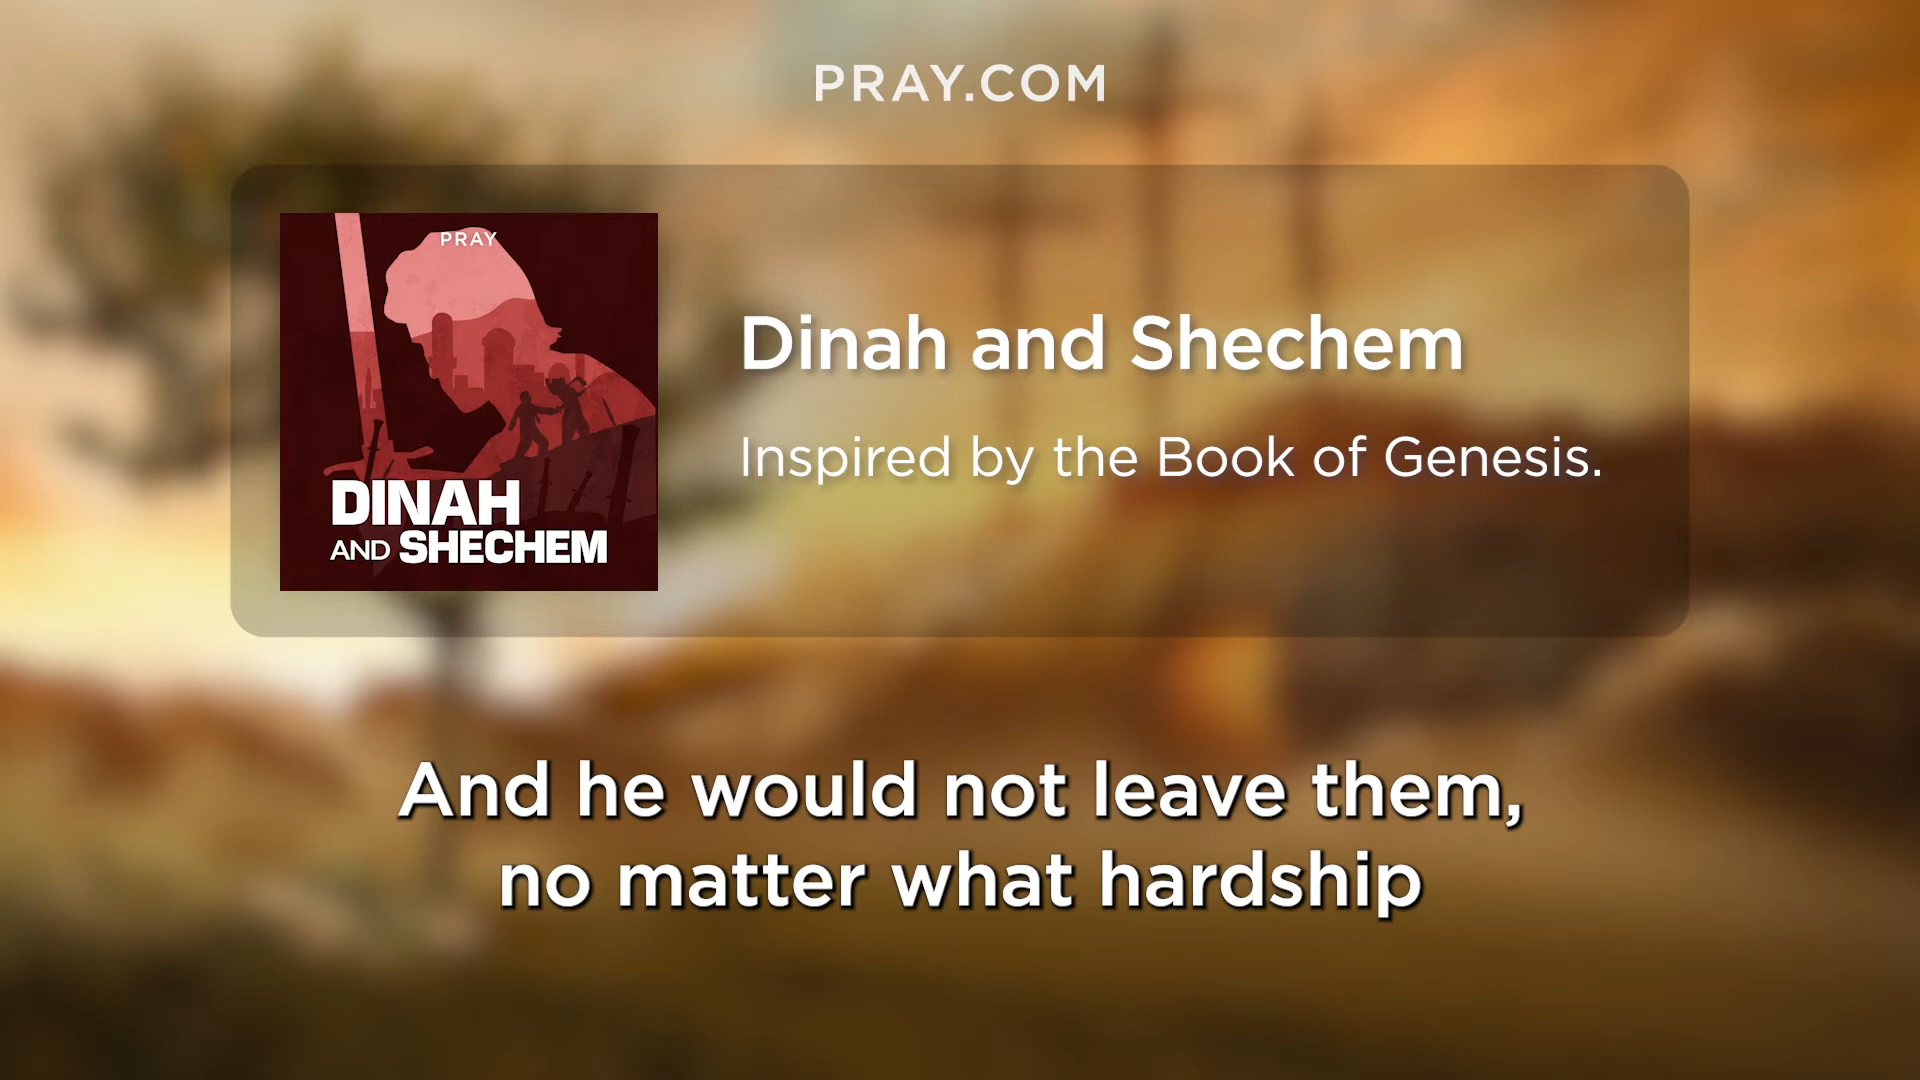 PRAY.COM
PRAY
DINAH
AND SHECHEM
Dinah and Shechem
Inspired by the Book of Genesis.
And he would not leave them,
no matter what hardship